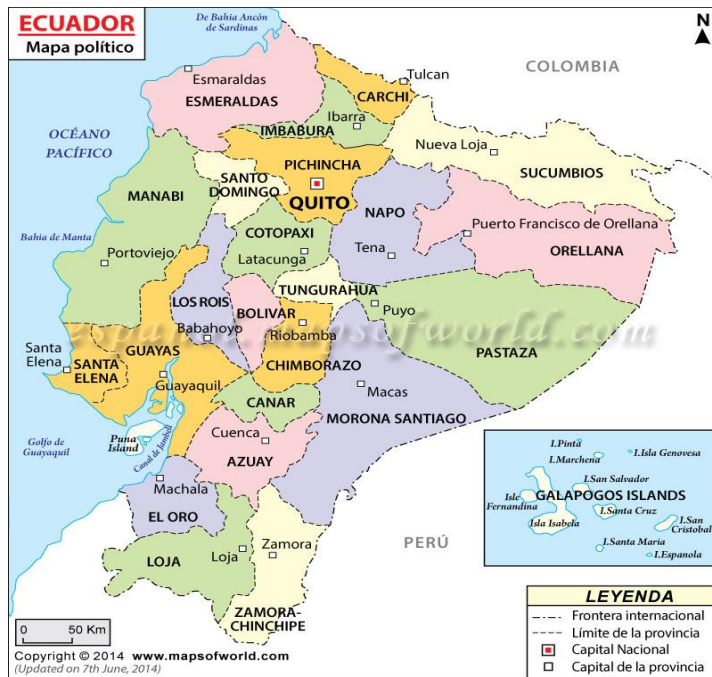 ECUADOR
Mapa político
De Bahia Ancón
de Sardinas
N
COLOMBIA
Esmaraldas
ESMERALDAS
Tulcan
CARCHI
Ibarra
IMBABURA
OCÉANO
PACÍFICO
Nueva Loja
SUCUMBIOS
PICHINCHA
SANTO
DOMINGO
QUITO
MANABI
NAPO
Puerto Francisco de Orellana
ORELLANA
Bahia de Manta
COTOPAXI
Portoviejo
Latacunga
Tena
TUNGURAHUA
LOS ROIS
BOLIVAR
Puyo
espanol.mapsofworld.com
Babahoyo
Riobamba
Santa
Elena
SANTA
ELENA
GUAYAS
PASTAZA
CHIMBORAZO
Guayaquil
Macas
CANAR
MORONA SANTIAGO
Golfo de
Guayaquil
Puna
Island
Canal de Jambeli
Cuenca
AZUAY
Machala
EL ORO
PERÚ
LOJA
Loja
Zamora
ZAMORA-
CHINCHIPE
I.Pinta
I.Marchena
I.Isla Genovesa
I.San Salvador
Isle
Fernandina
GALAPOGOS ISLANDS
Isla Isabela
I.Santa Cruz
I.San
Cristobal
I.Santa Maria
I.Espanola
LEYENDA
Frontera internacional
Límite de la provincia
Capital Nacional
Capital de la provincia
0 50 Km
Copyright © 2014 www.mapsofworld.com
(Updated on 7th June, 2014)